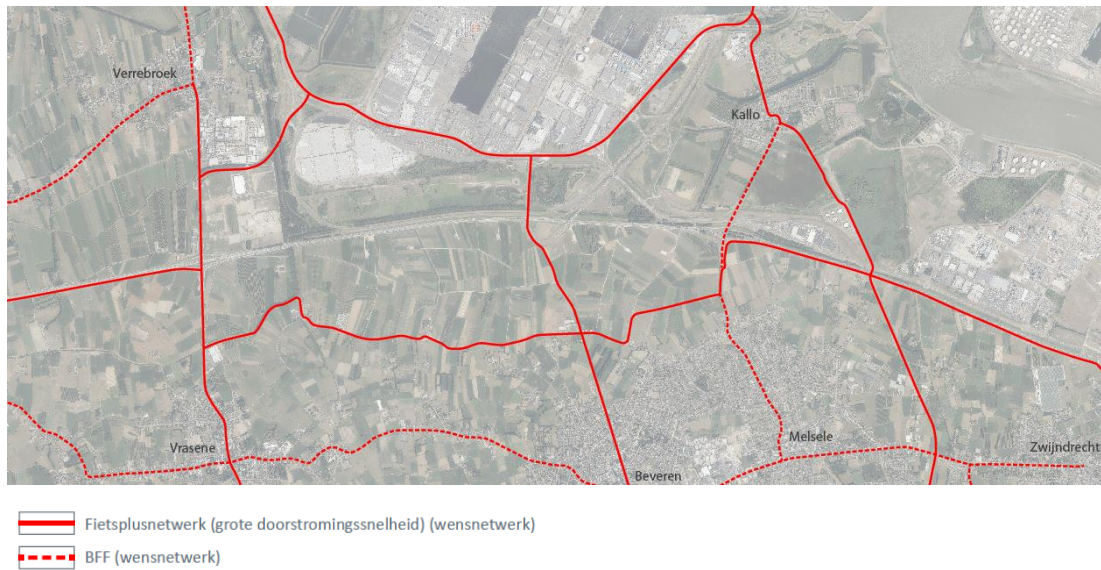 Verrebroek
Kallo
Vrasene
Melsele
Zwijndrecht
Beveren
Fietsplusnetwerk (grote doorstromingssnelheid) (wensnetwerk)
BFF (wensnetwerk)